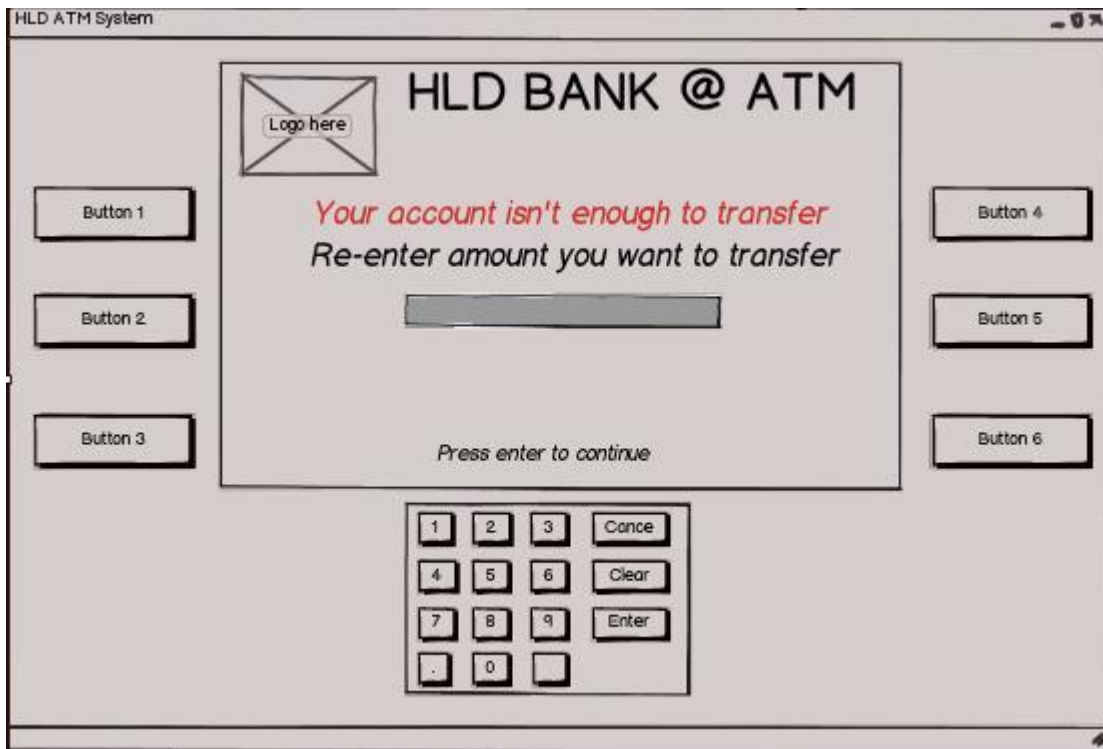 HLD ATM System
HLD BANK @ ATM
Logo here
Your account isn't enough to transfer
Re-enter amount you want to transfer
Press enter to continue
Button 1
Button 2
Button 3
Button 4
Button 5
Button 6
1 2 3 Cance
4 5 6 Clear
7 8 9 Enter
. 0